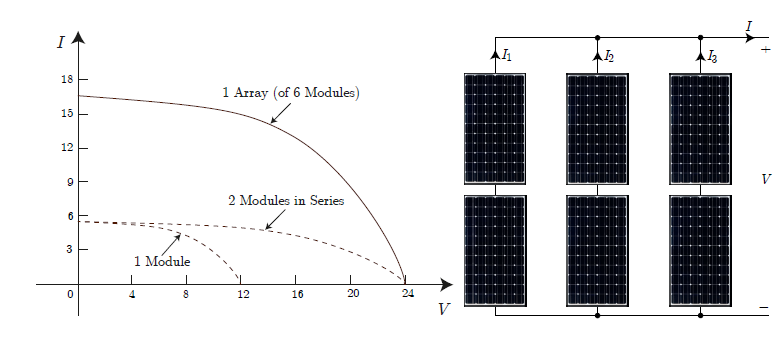 I
18
15
12
9
6
3
0
4
8
12
16
20
24
V
1 Array (of 6 Modules)
2 Modules in Series
1 Module
I
I₁
I₂
I₃
+
V
−